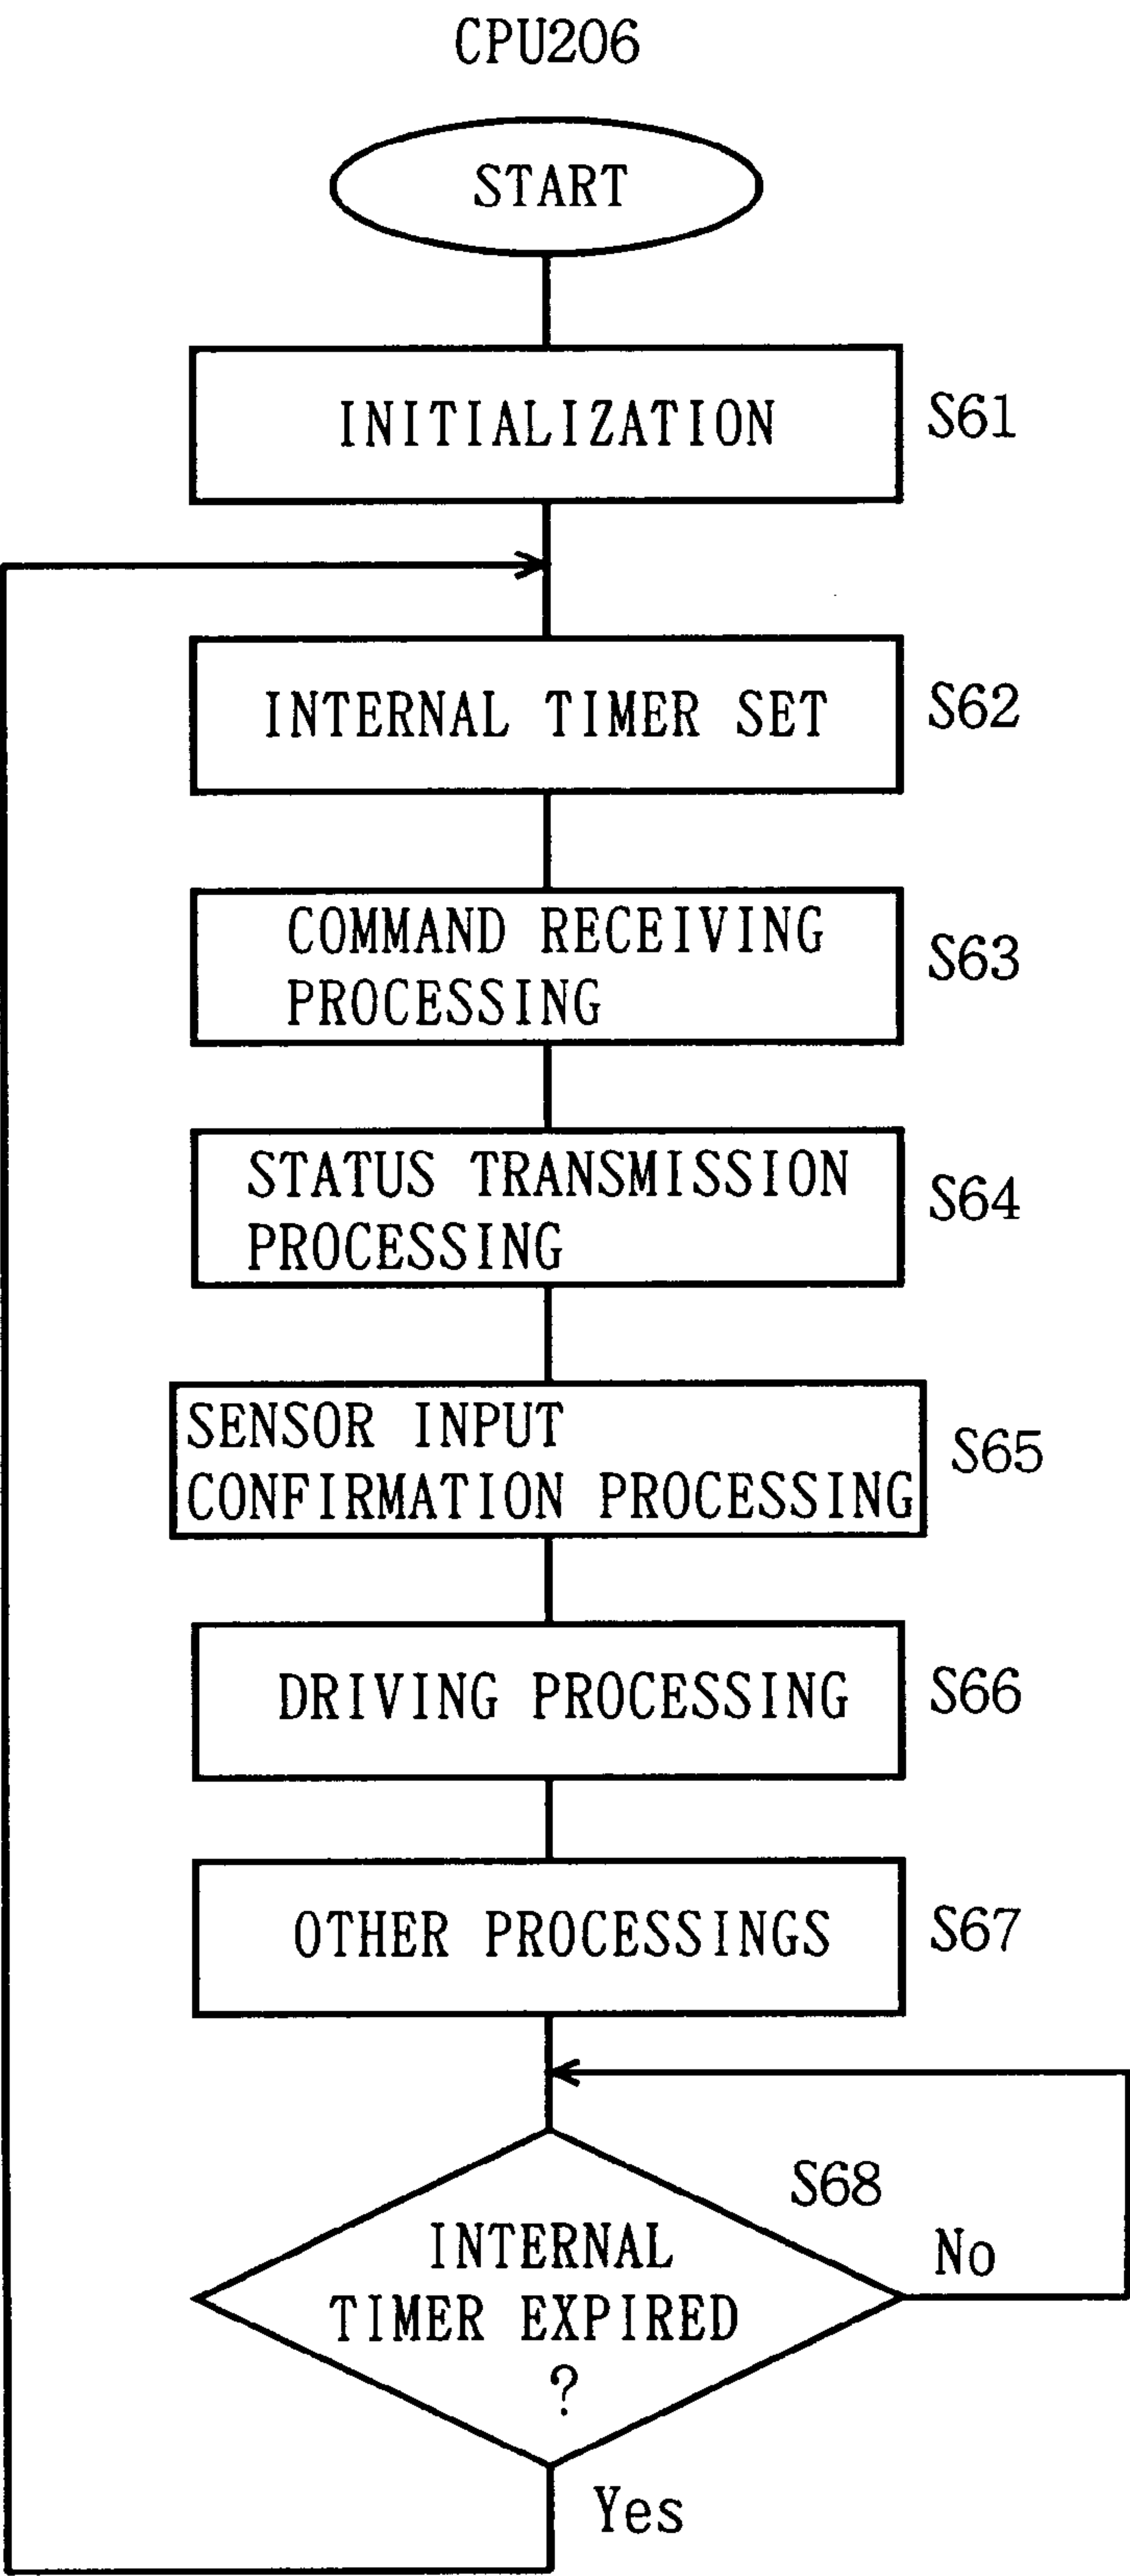 CPU206
START
INITIALIZATION
S61
INTERNAL TIMER SET
S62
COMMAND RECEIVING
PROCESSING
S63
STATUS TRANSMISSION
PROCESSING
S64
SENSOR INPUT
CONFIRMATION PROCESSING
S65
DRIVING PROCESSING
S66
OTHER PROCESSINGS
S67
S68
INTERNAL
TIMER EXPIRED
?
No
Yes